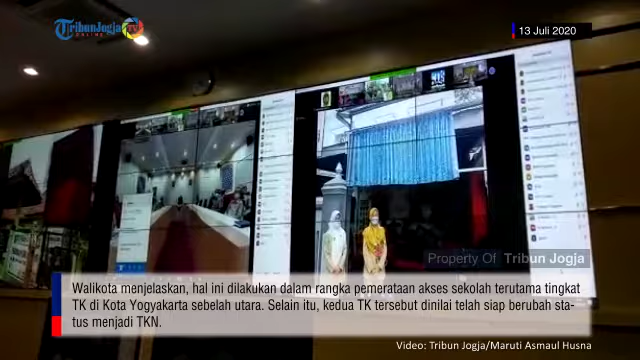 TribunJogja TV
ONLINE
13 Juli 2020
Property Of Tribun Jogja
Walikota menjelaskan, hal ini dilakukan dalam rangka pemerataan akses sekolah terutama tingkat
TK di Kota Yogyakarta sebelah utara. Selain itu, kedua TK tersebut dinilai telah siap berubah sta-
tus menjadi TKN.
Video: Tribun Jogja/Maruti Asmaul Husna